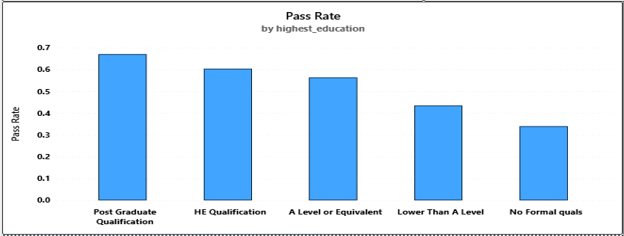 Pass Rate
by highest_education
Pass Rate
0.7
0.6
0.5
0.4
0.3
0.2
0.1
0.0
Post Graduate
Qualification
HE Qualification
A Level or Equivalent
Lower Than A Level
No Formal quals